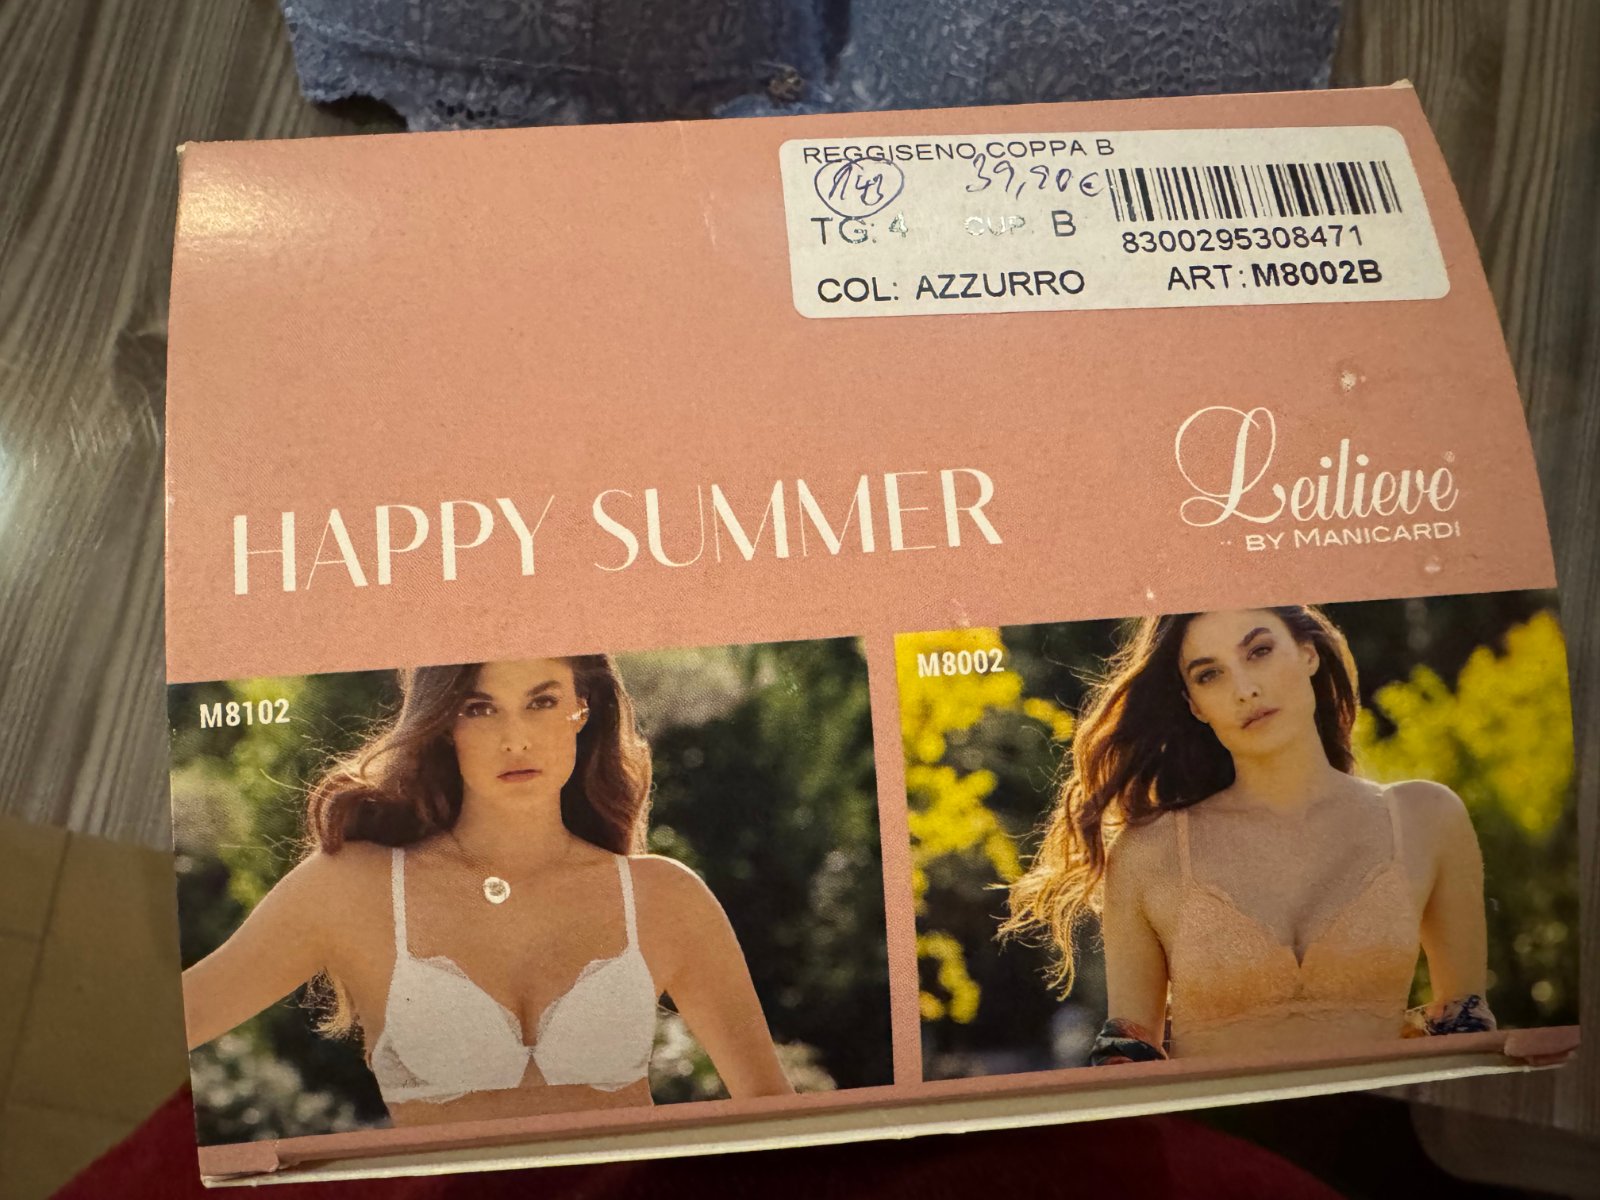 REGGISENO COPPA B
39,90€
TG: 4 CUP. B
8300295308471
COL: AZZURRO ART: M8002B
HAPPY SUMMER
Leilieve®
BY MANICARDI
M8102
M8002